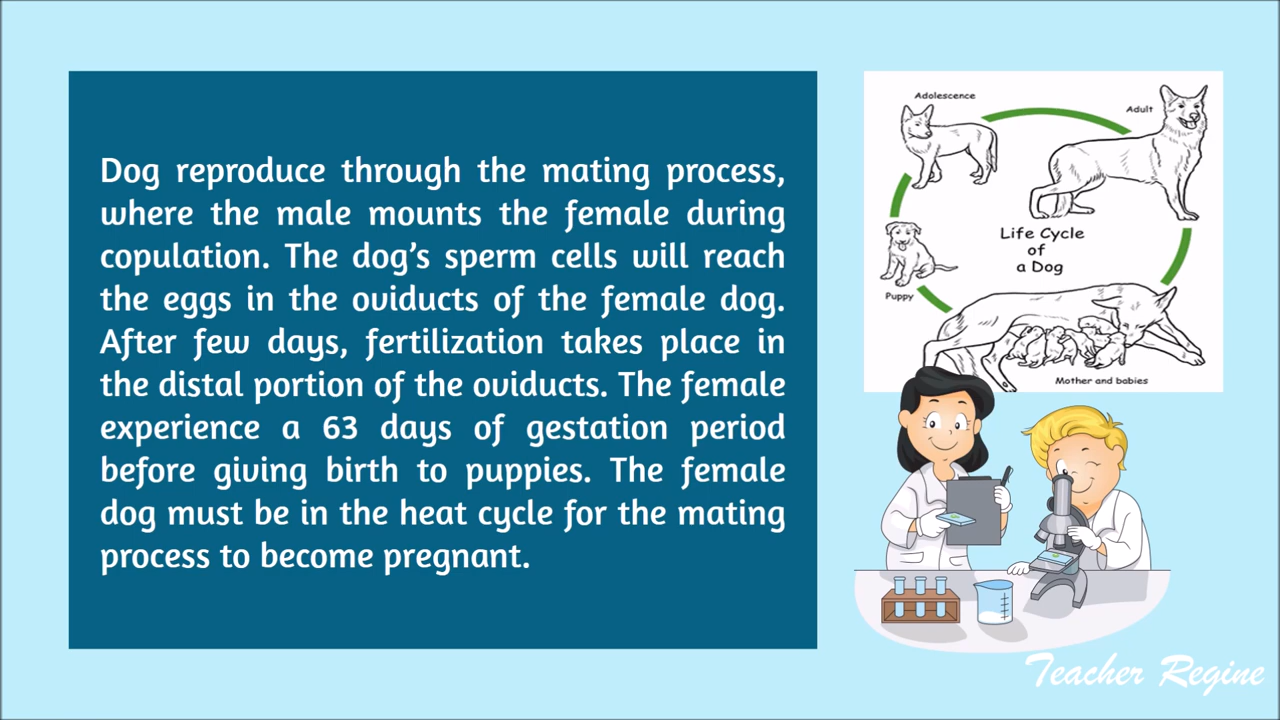 Dog reproduce through the mating process,
where the male mounts the female during
copulation. The dog's sperm cells will reach
the eggs in the oviducts of the female dog.
After few days, fertilization takes place in
the distal portion of the oviducts. The female
experience a 63 days of gestation period
before giving birth to puppies. The female
dog must be in the heat cycle for the mating
process to become pregnant.
Adolescence
Adult
Life Cycle
of
a Dog
Puppy
Mother and babies
Teacher Regine